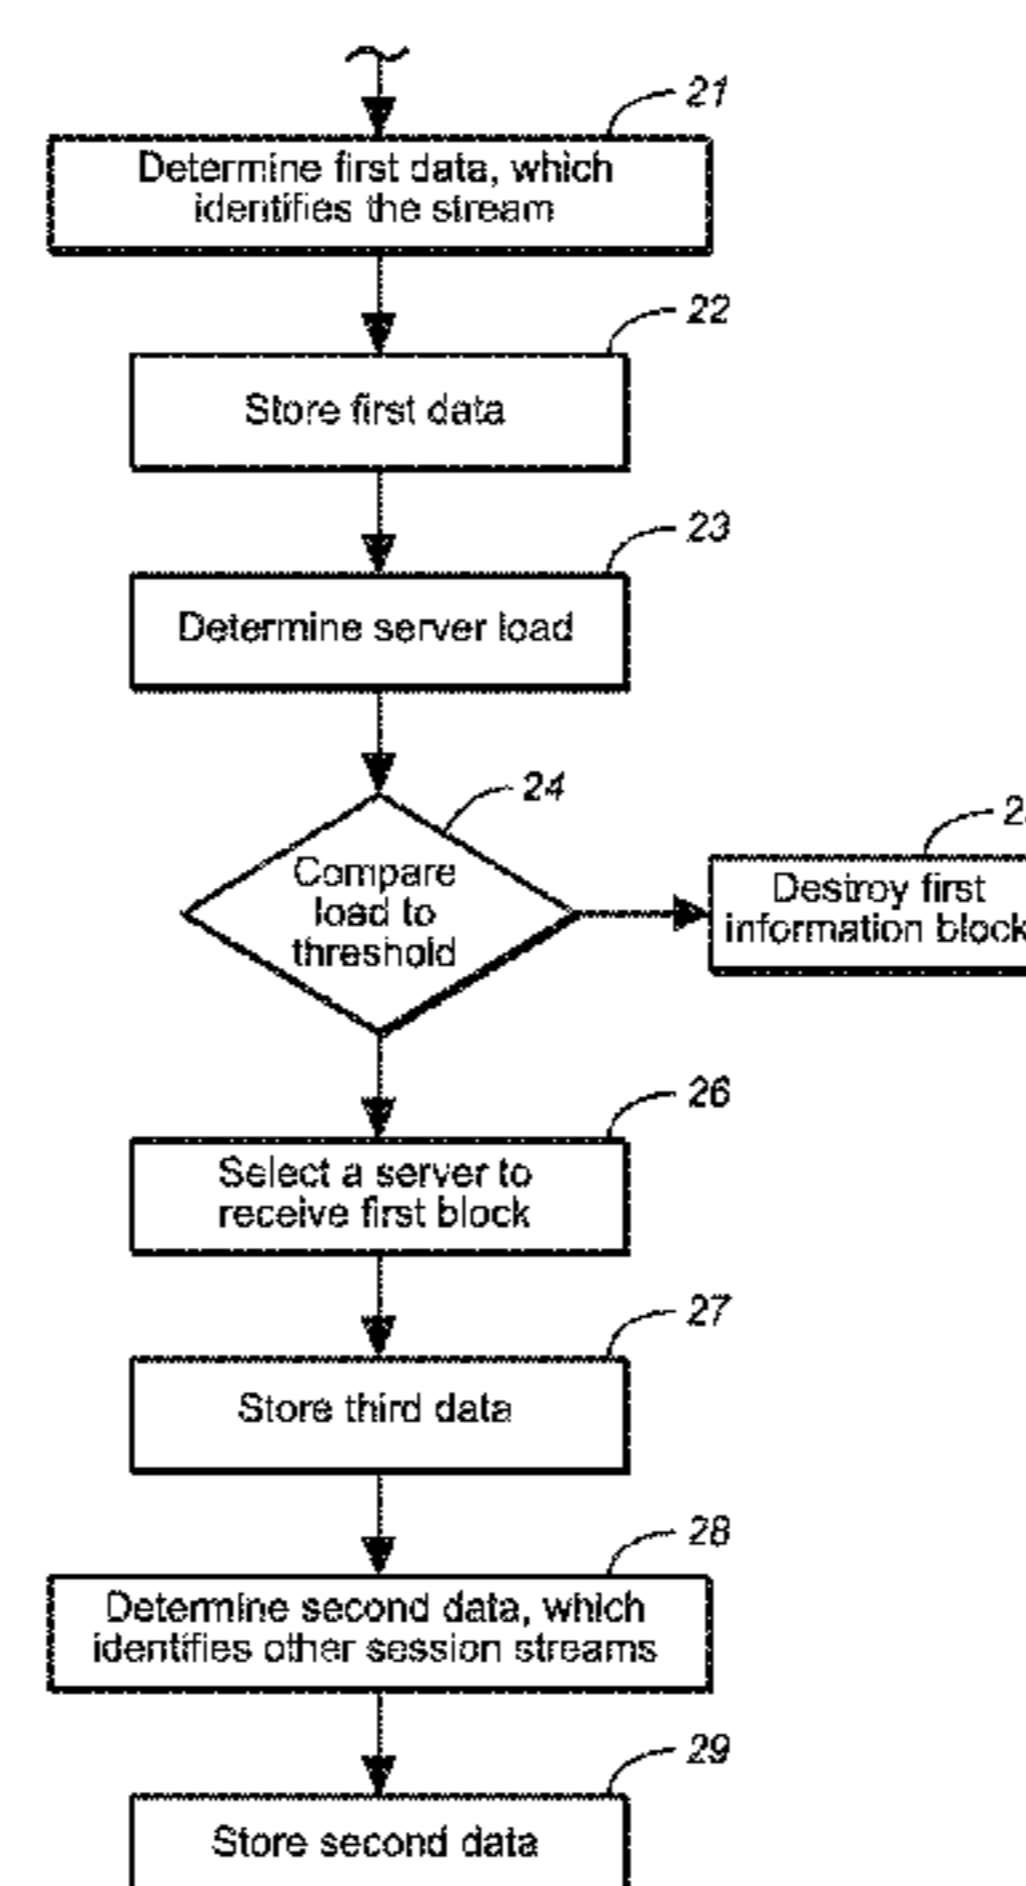 21
Determine first data, which
identifies the stream
22
Store first data
23
Determine server load
24
Compare
load to
threshold
Destroy first
information block
26
Select a server to
receive first block
27
Store third data
28
Determine second data, which
identifies other session streams
29
Store second data